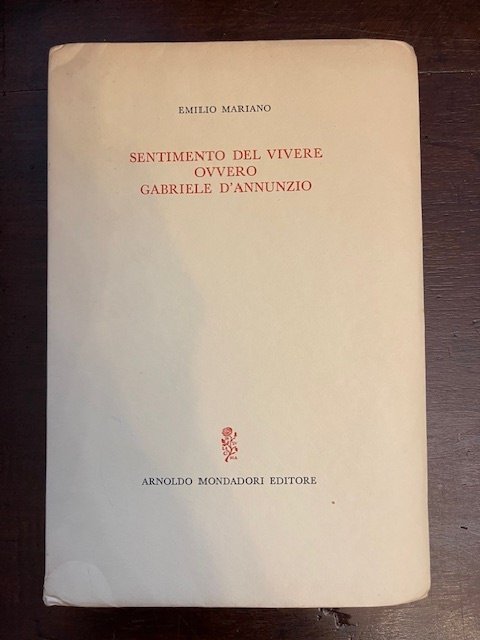 EMILIO MARIANO
SENTIMENTO DEL VIVERE
OVVERO
GABRIELE D'ANNUNZIO
ARNOLDO MONDADORI EDITORE